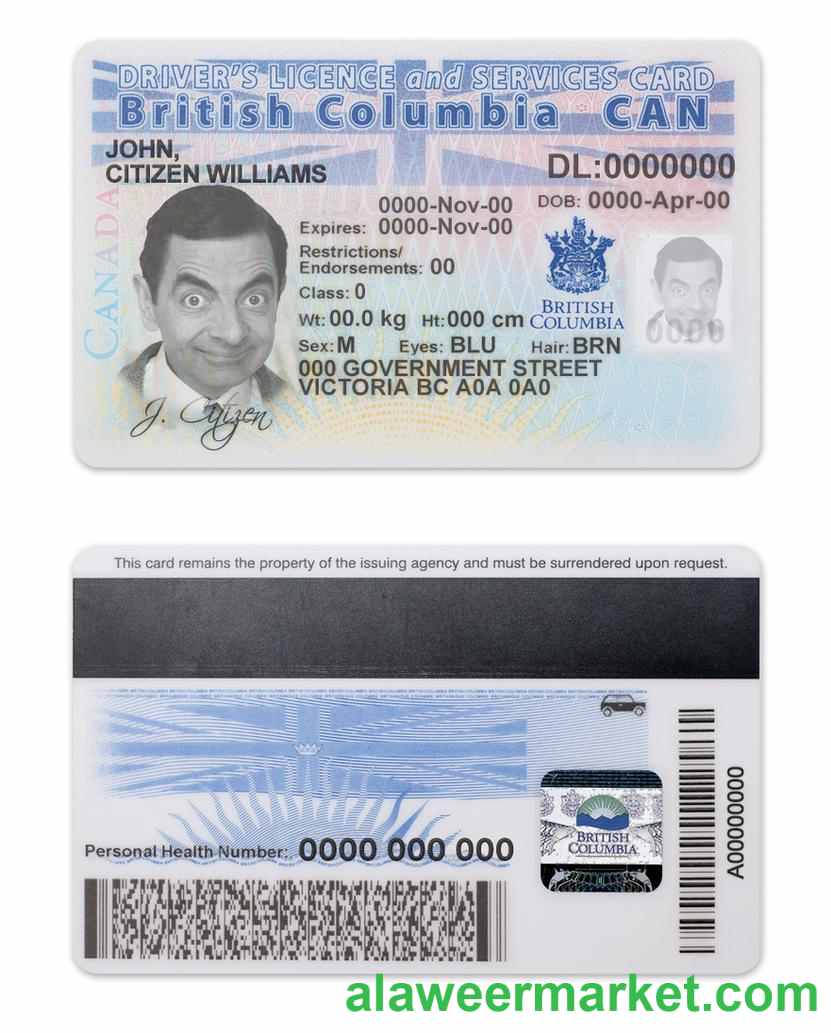 DRIVER'S LICENCE and SERVICES CARD
British Columbia CAN
JOHN,
CITIZEN WILLIAMS
DL:0000000
0000-Nov-00
DOB: 0000-Apr-00
Expires: 0000-Nov-00
Restrictions/
Endorsements: 00
Class: 0
Wt: 00.0 kg Ht: 000 cm
Sex: M Eyes: BLU Hair: BRN
000 GOVERNMENT STREET
VICTORIA BC A0A 0A0
CANADA
BRITISH
COLUMBIA
0000
J. Citizen
This card remains the property of the issuing agency and must be surrendered upon request.
BRITISH
COLUMBIA
A00000000
Personal Health Number: 0000 000 000
alaweermarket.com